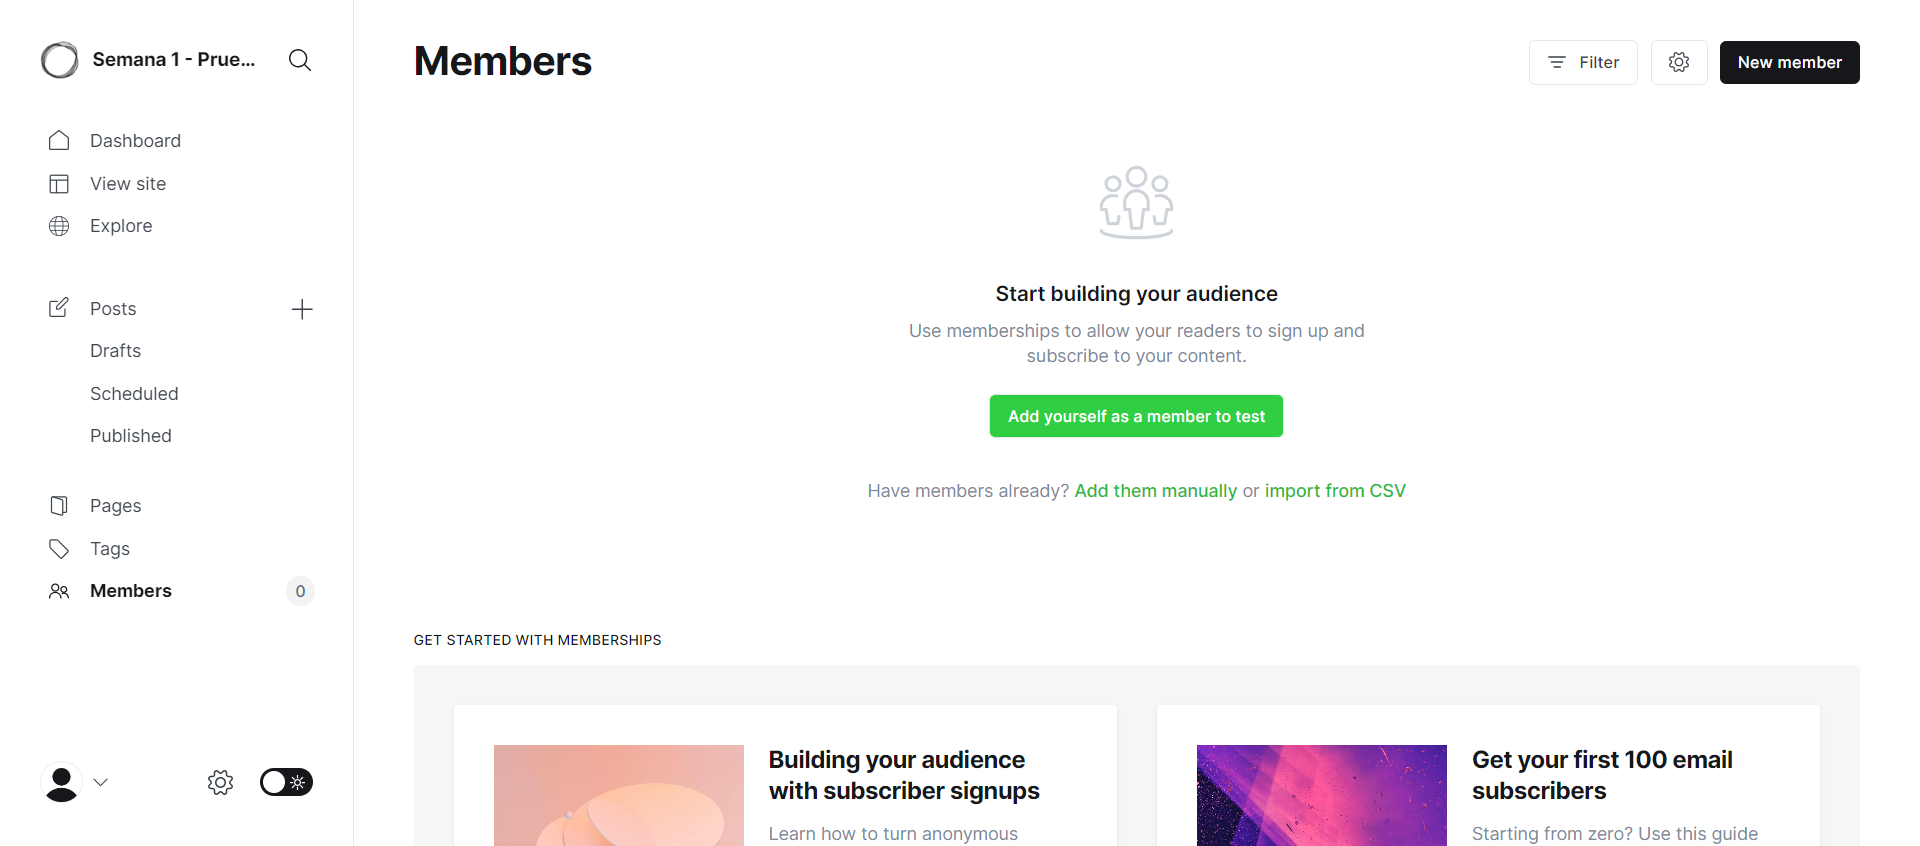 Semana 1 - Prue...
Dashboard
View site
Explore
Posts
Drafts
Scheduled
Published
Pages
Tags
Members
0
Members
Filter
New member
Start building your audience
Use memberships to allow your readers to sign up and
subscribe to your content.
Add yourself as a member to test
Have members already? Add them manually or import from CSV
GET STARTED WITH MEMBERSHIPS
Building your audience
with subscriber signups
Learn how to turn anonymous
Get your first 100 email
subscribers
Starting from zero? Use this guide